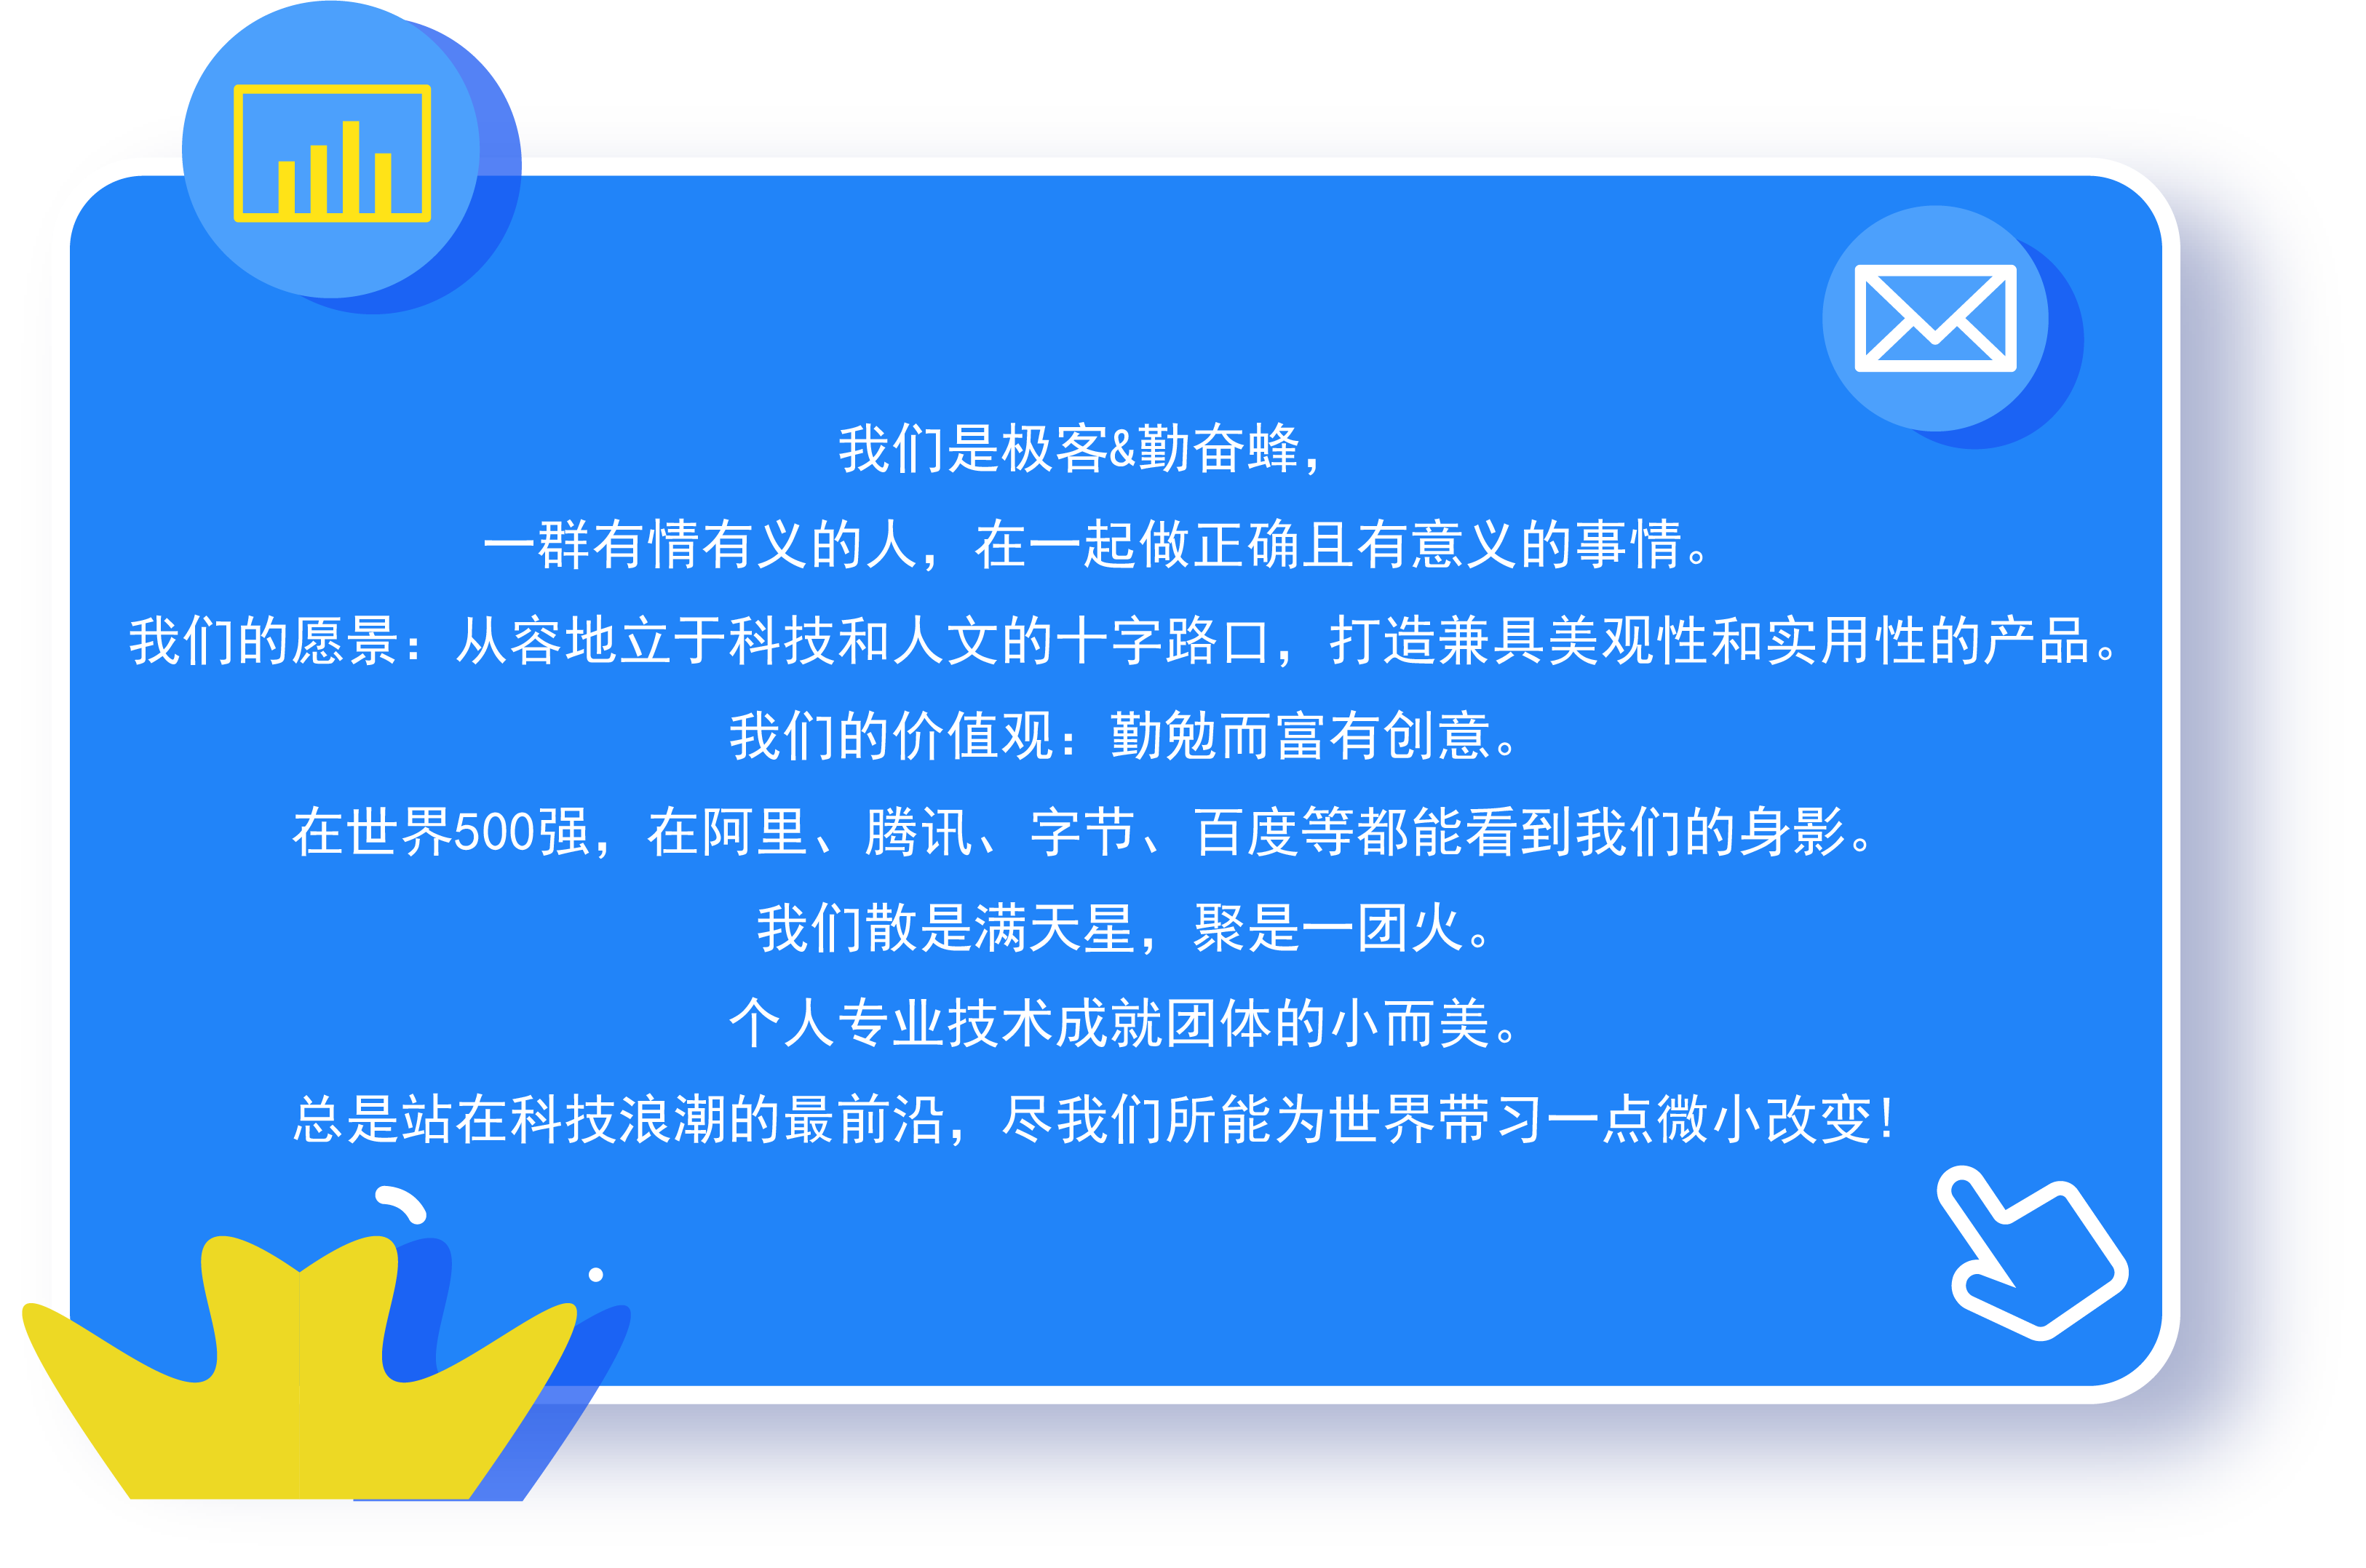 我们是极客&勤奋蜂，
一群有情有义的人，在一起做正确且有意义的事情。
我们的愿景：从容地立于科技和人文的十字路口，打造兼具美观性和实用性的产品。
我们的价值观：勤勉而富有创意。
在世界500强，在阿里、腾讯、字节、百度等都能看到我们的身影。
我们散是满天星，聚是一团火。
个人专业技术成就团体的小而美。
总是站在科技浪潮的最前沿，尽我们所能为世界带习一点微小改变！